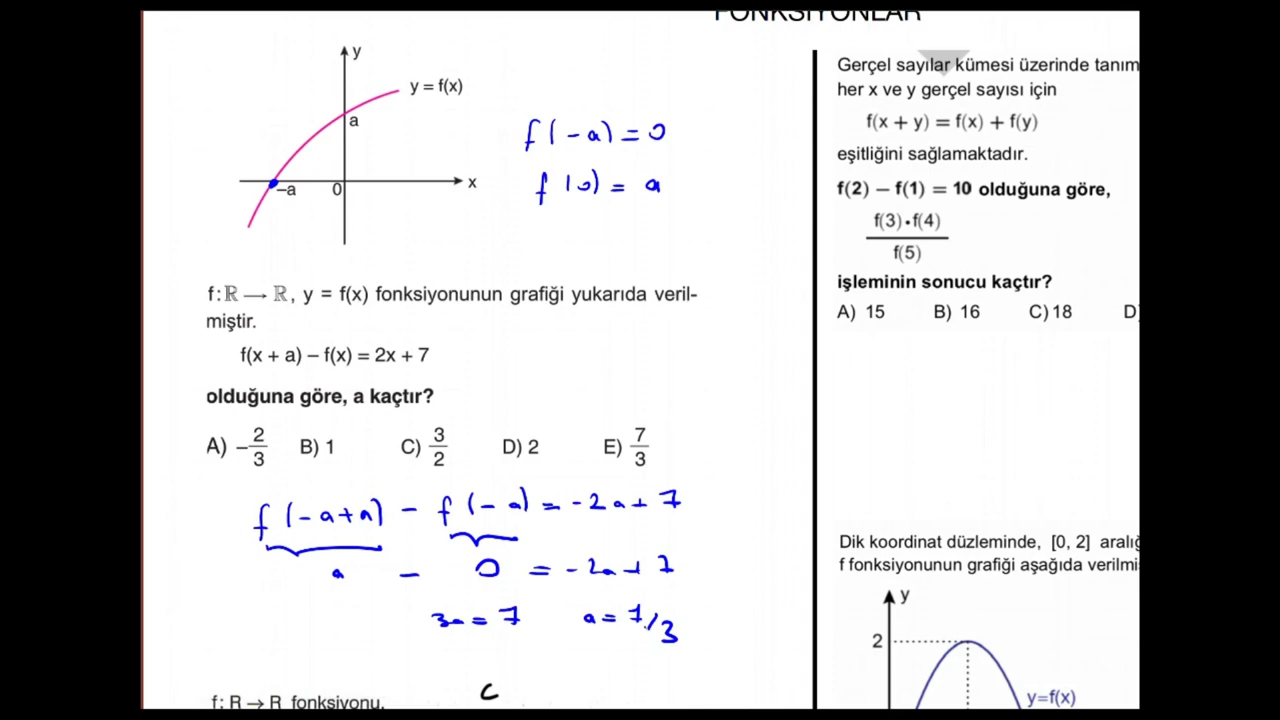 FONKSİYONLAR
y
y = f(x)
a
-a
0
x
f(-a) = 0
f(0) = a
f : ℝ → ℝ, y = f(x) fonksiyonunun grafiği yukarıda veril-
miştir.
f(x + a) – f(x) = 2x + 7
olduğuna göre, a kaçtır?
A) –2/3 B) 1 C) 3/2 D) 2 E) 7/3
f(-a+a) - f(-a) = -2a+7
a - 0 = -2a+7
3a = 7 a = 7/3
f : R → R fonksiyonu,
Gerçel sayılar kümesi üzerinde tanım
her x ve y gerçel sayısı için
f(x + y) = f(x) + f(y)
eşitliğini sağlamaktadır.
f(2) – f(1) = 10 olduğuna göre,
f(3)·f(4)
f(5)
işleminin sonucu kaçtır?
A) 15 B) 16 C) 18 D)
Dik koordinat düzleminde, [0, 2] aralığ
f fonksiyonunun grafiği aşağıda verilmi
y
2
y=f(x)